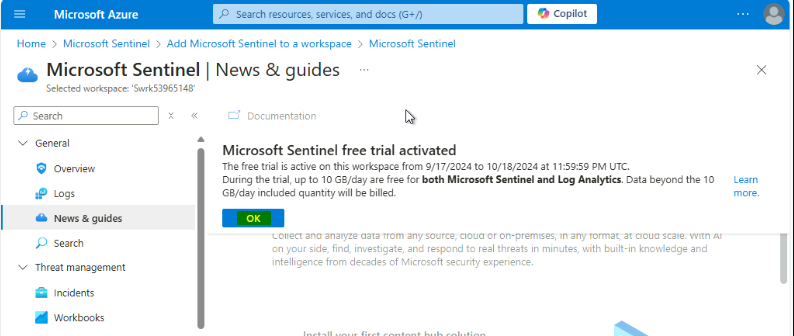 Microsoft Azure
Search resources, services, and docs (G+/)
Copilot
Home > Microsoft Sentinel > Add Microsoft Sentinel to a workspace > Microsoft Sentinel
Microsoft Sentinel | News & guides ...
Selected workspace: 'Swrk53965148'
Search
Documentation
General
Overview
Logs
News & guides
Search
Threat management
Incidents
Workbooks
Microsoft Sentinel free trial activated
The free trial is active on this workspace from 9/17/2024 to 10/18/2024 at 11:59:59 PM UTC.
During the trial, up to 10 GB/day are free for both Microsoft Sentinel and Log Analytics. Data beyond the 10
GB/day included quantity will be billed.
Learn
more.
OK
Collect and analyze data from any source, cloud or on-premises, in any format, at cloud scale. With AI
on your side, find, investigate, and respond to real threats in minutes, with built-in knowledge and
intelligence from decades of Microsoft security experience.
Install your first content hub solution